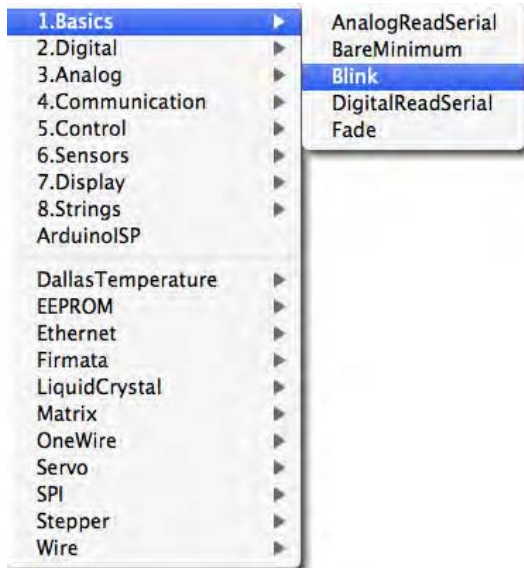 1.Basics
2.Digital
3.Analog
4.Communication
5.Control
6.Sensors
7.Display
8.Strings
ArduinoISP
DallasTemperature
EEPROM
Ethernet
Firmata
LiquidCrystal
Matrix
OneWire
Servo
SPI
Stepper
Wire
AnalogReadSerial
BareMinimum
Blink
DigitalReadSerial
Fade